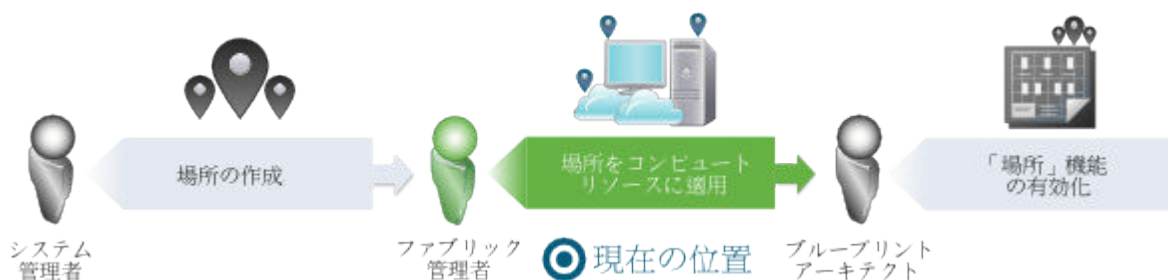 場所の作成
場所をコンピュート
リソースに適用
「場所」機能
の有効化
システム
管理者
ファブリック
管理者
現在の位置
ブループリント
アーキテクト